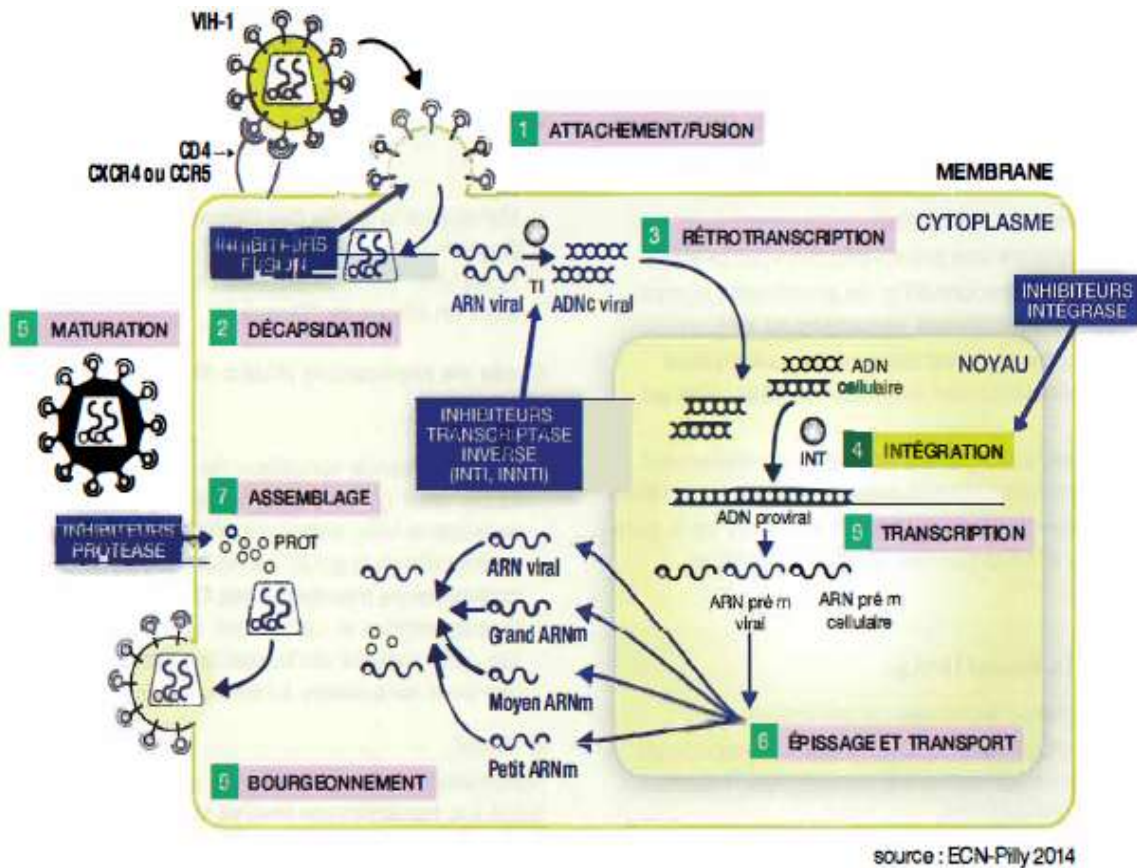 VIH-1
1 ATTACHEMENT/FUSION
CD4
CXCR4 ou CCR5
MEMBRANE
CYTOPLASME
INHIBITEURS
FUSION
3 RÉTROTRANSCRIPTION
TI
ARN viral
ADNc viral
INHIBITEURS
INTÉGRASE
5 MATURATION
2 DÉCAPSIDATION
NOYAU
ADN
cellulaire
INHIBITEURS
TRANSCRIPTASE
INVERSE
(INTI, INNTI)
INT
4 INTÉGRATION
7 ASSEMBLAGE
ADN proviral
9 TRANSCRIPTION
INHIBITEURS
PROTEASE
PROT
ARN viral
ARN pré m
viral
ARN pré m
cellulaire
Grand ARNm
Moyen ARNm
6 ÉPISSAGE ET TRANSPORT
Petit ARNm
BOURGEONNEMENT
source : ECN-Pilly 2014